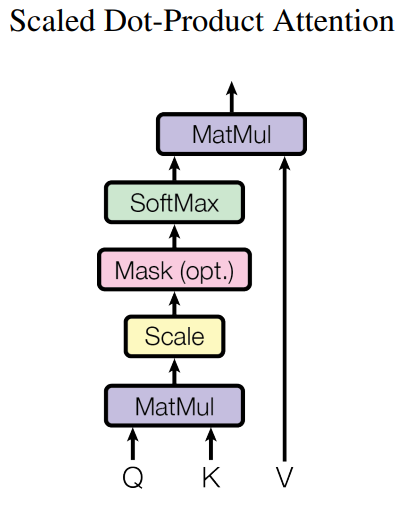 Scaled Dot-Product Attention
MatMul
SoftMax
Mask (opt.)
Scale
MatMul
Q K V